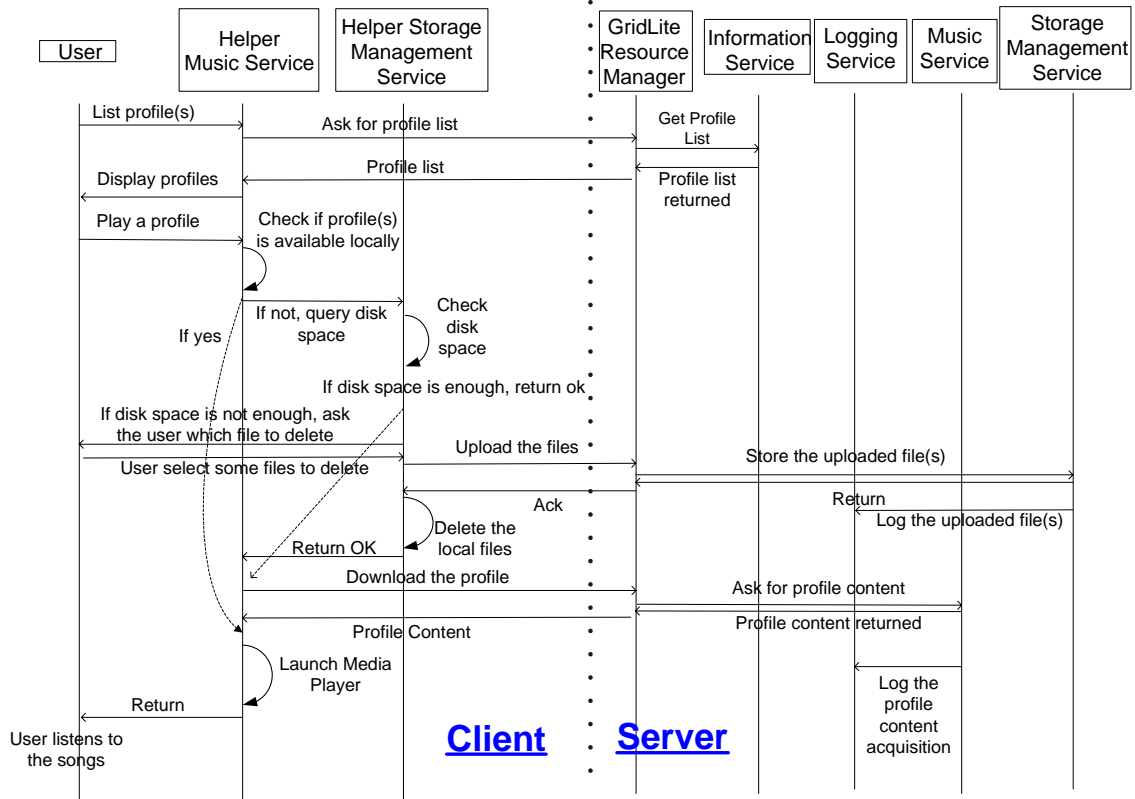 User
Helper
Music Service
Helper Storage
Management
Service
GridLite
Resource
Manager
Information
Service
Logging
Service
Music
Service
Storage
Management
Service
List profile(s)
Ask for profile list
Get Profile
List
Profile list
Profile list
returned
Display profiles
Play a profile
Check if profile(s)
is available locally
If not, query disk
space
Check
disk
space
If yes
If disk space is enough, return ok
If disk space is not enough, ask
the user which file to delete
User select some files to delete
Upload the files
Store the uploaded file(s)
Return
Ack
Log the uploaded file(s)
Delete the
local files
Return OK
Download the profile
Ask for profile content
Profile content returned
Profile Content
Launch Media
Player
Log the
profile
content
acquisition
Return
User listens to
the songs
Client
Server